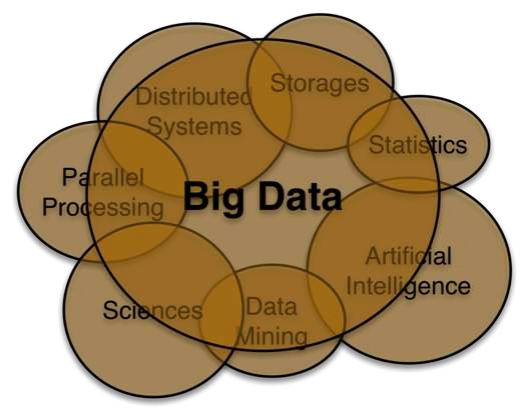 Distributed
Systems
Storages
Statistics
Parallel
Processing
Big Data
Artificial
Intelligence
Sciences
Data
Mining